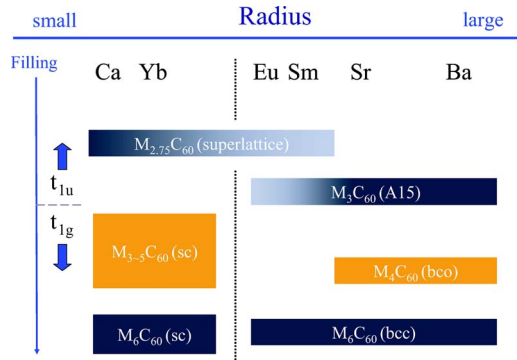 Radius
small
large
Filling
Ca Yb Eu Sm Sr Ba
M2.75C60 (superlattice)
t1u
M3C60 (A15)
t1g
M3~5C60 (sc)
M4C60 (bco)
M6C60 (sc)
M6C60 (bcc)